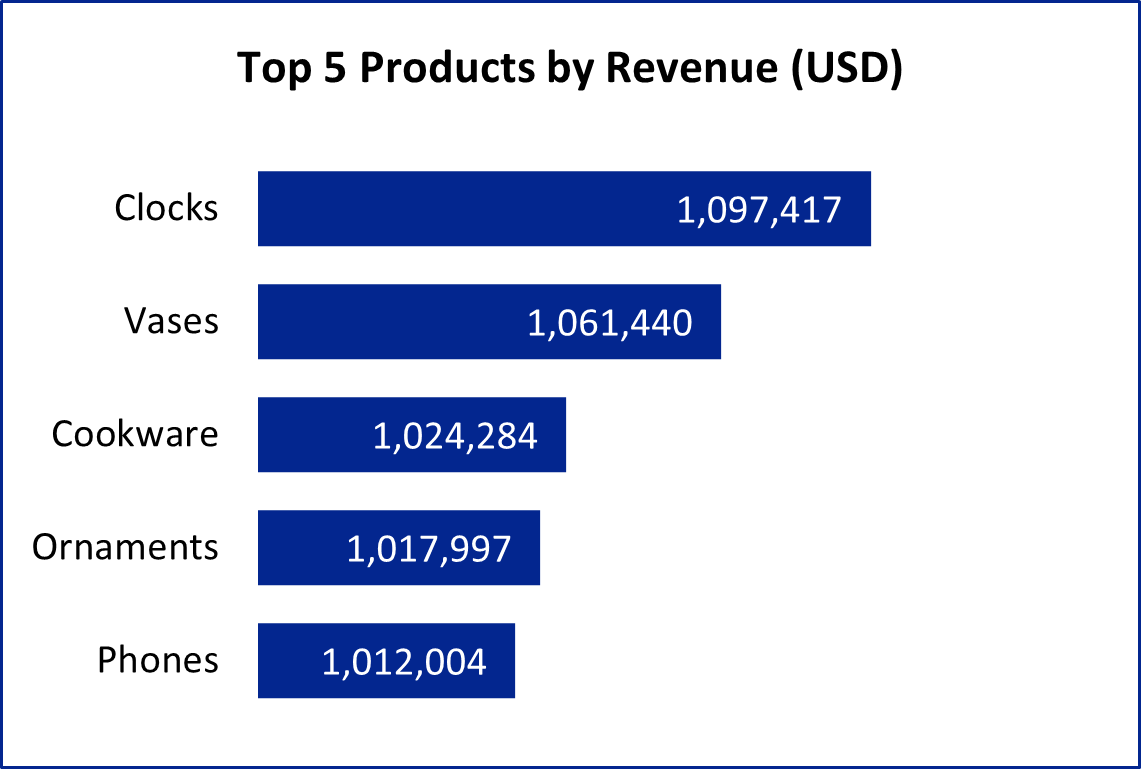 Top 5 Products by Revenue (USD)
Clocks 1,097,417
Vases 1,061,440
Cookware 1,024,284
Ornaments 1,017,997
Phones 1,012,004